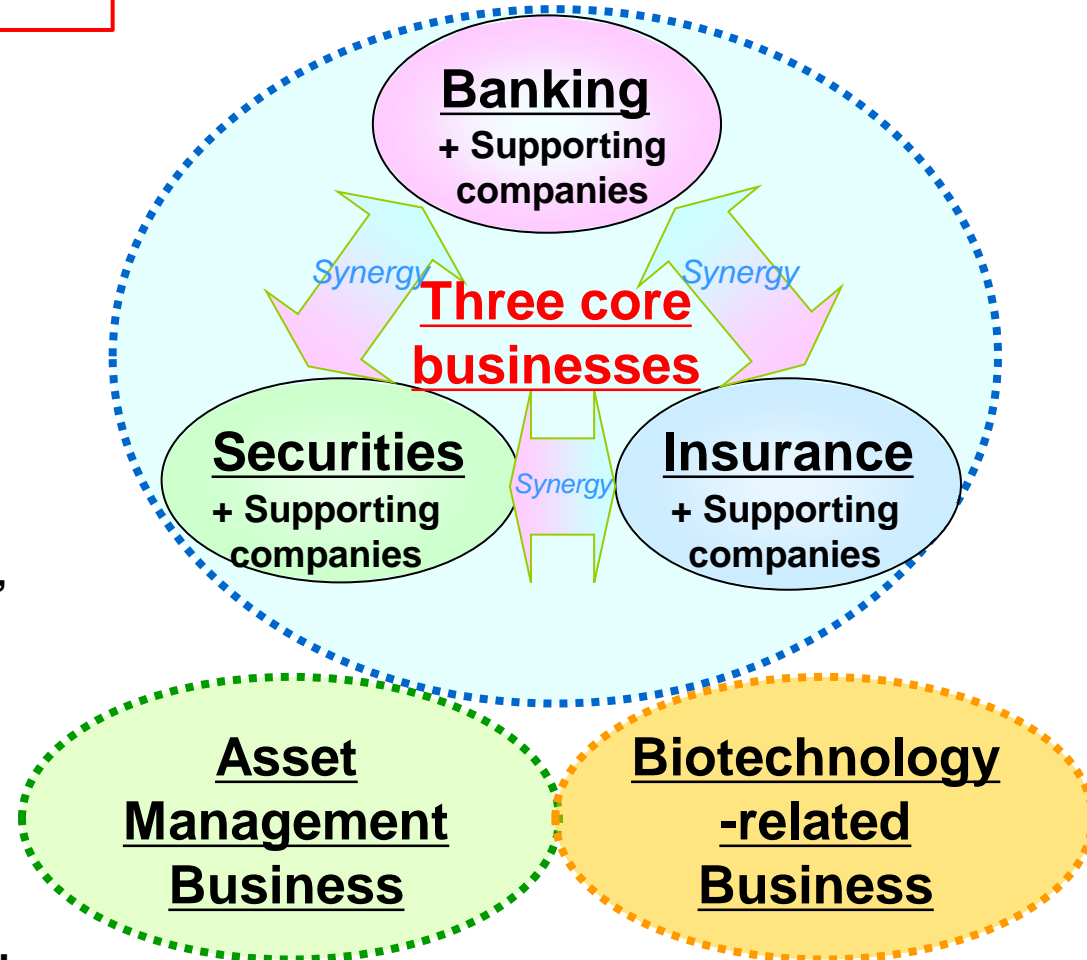 Banking
+ Supporting
companies
Synergy
Synergy
Three core
businesses
Securities
+ Supporting
companies
Synergy
Insurance
+ Supporting
companies
,
Asset
Management
Business
Biotechnology
-related
Business
.